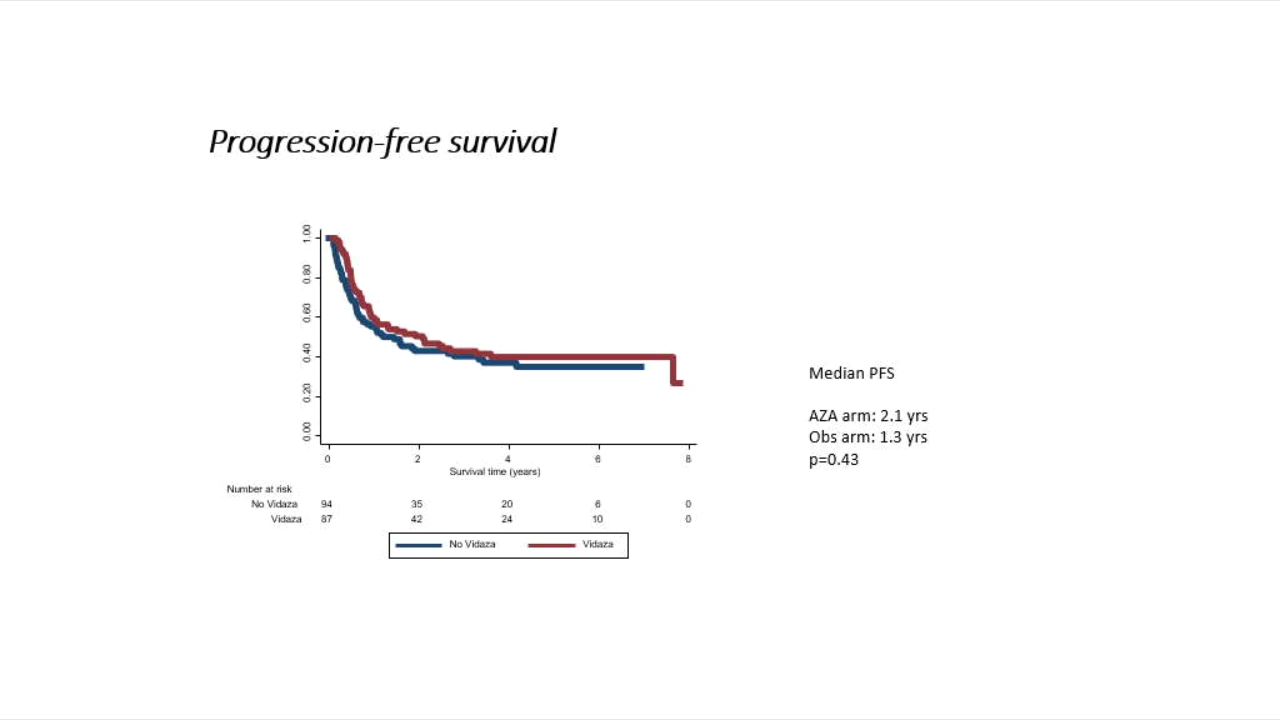 Progression-free survival
1.00
0.80
0.60
0.40
0.20
0.00
0 2 4 6 8
Survival time (years)
Number at risk
No Vidaza 94 35 20 6 0
Vidaza 87 42 24 10 0
No Vidaza Vidaza
Median PFS
AZA arm: 2.1 yrs
Obs arm: 1.3 yrs
p=0.43